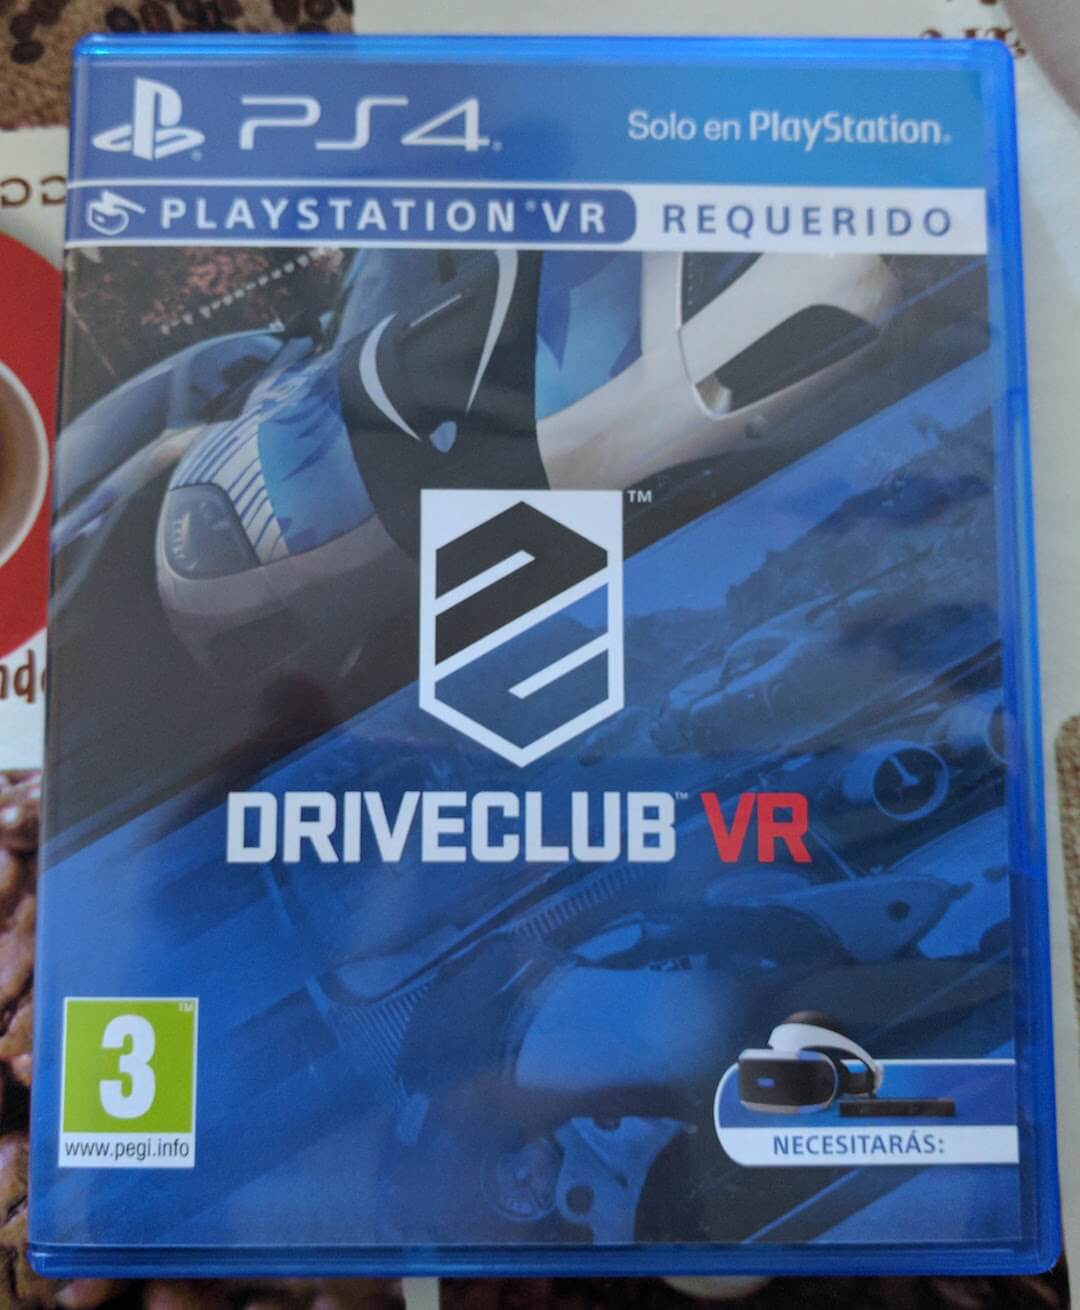 PS4
Solo en PlayStation®
PLAYSTATION®VR REQUERIDO
™
DRIVECLUB™ VR
3
™
www.pegi.info
NECESITARÁS: